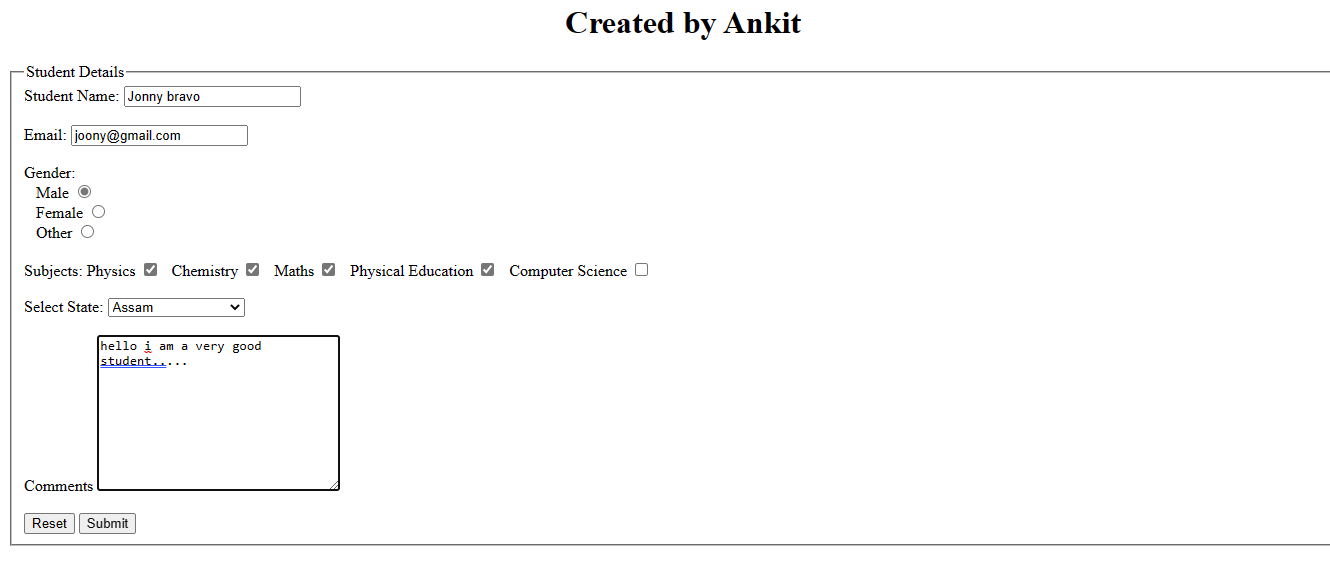 Created by Ankit
Student Details
Student Name: Jonny bravo
Email: joony@gmail.com
Gender:
Male
Female
Other
Subjects: Physics Chemistry Maths Physical Education Computer Science
Select State: Assam
hello i am a very good
student.....
Comments
Reset Submit